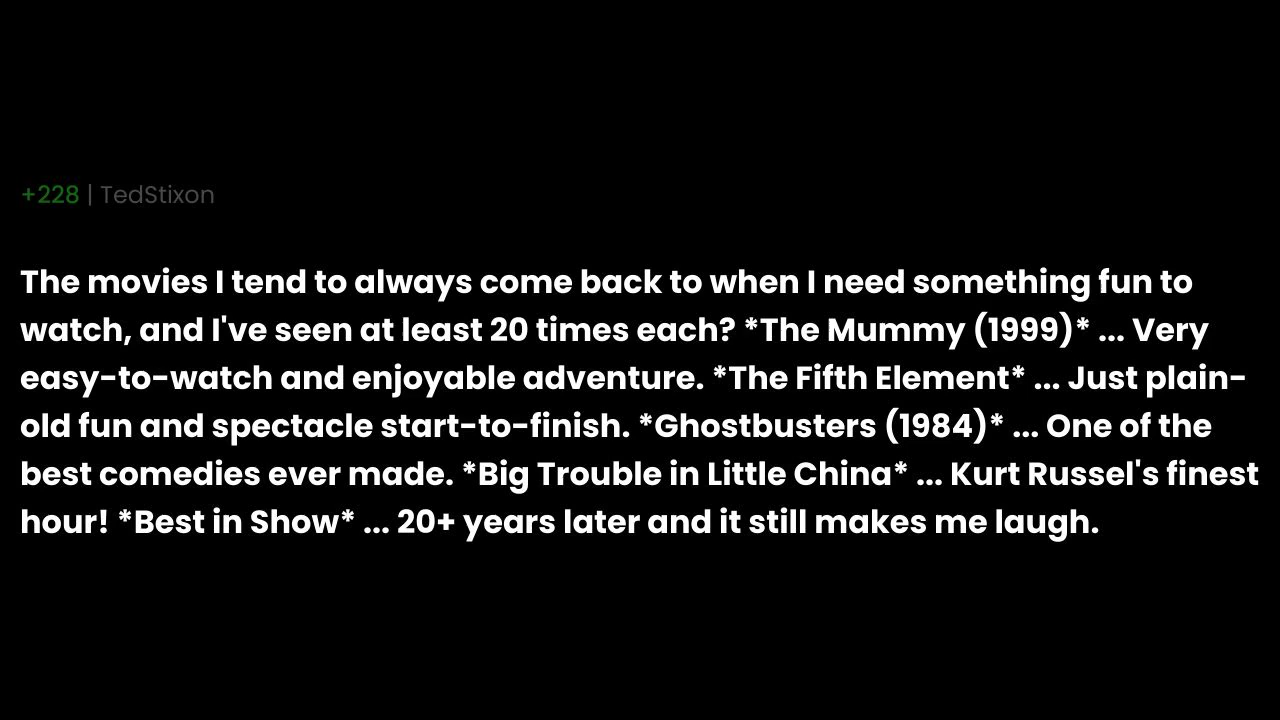 +228 | TedStixon
The movies I tend to always come back to when I need something fun to
watch, and I've seen at least 20 times each? *The Mummy (1999)* ... Very
easy-to-watch and enjoyable adventure. *The Fifth Element* ... Just plain-
old fun and spectacle start-to-finish. *Ghostbusters (1984)* ... One of the
best comedies ever made. *Big Trouble in Little China* ... Kurt Russel's finest
hour! *Best in Show* ... 20+ years later and it still makes me laugh.